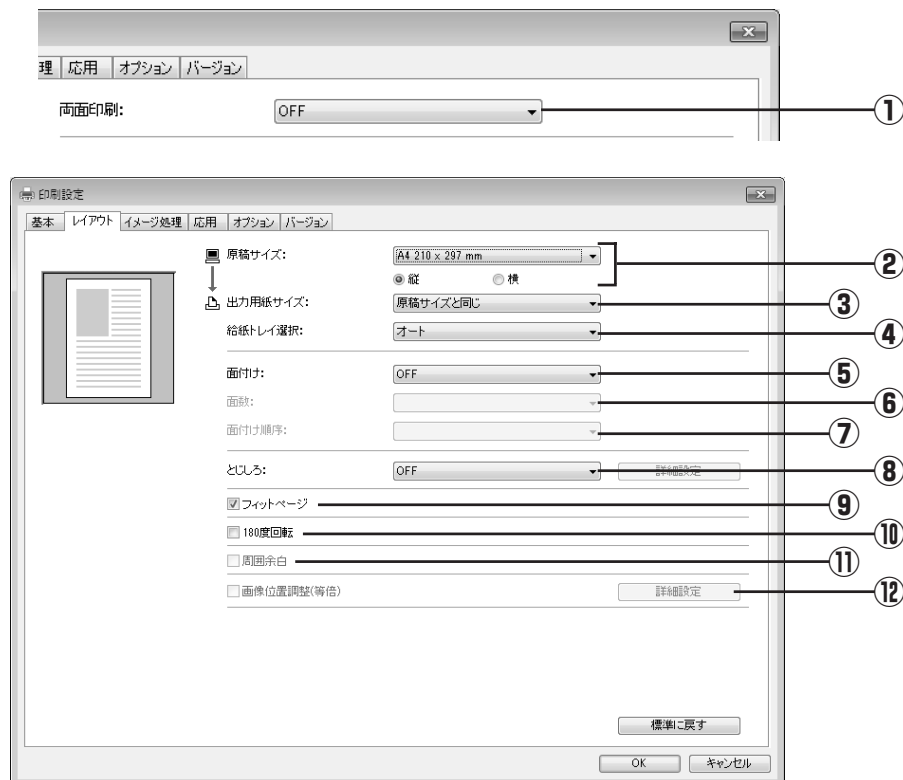 理 応用 オプション バージョン
両面印刷: OFF ①
印刷設定
基本 レイアウト イメージ処理 応用 オプション バージョン
原稿サイズ: A4 210 x 297 mm ②
縦 横
出力用紙サイズ: 原稿サイズと同じ ③
給紙トレイ選択: オート ④
面付け: OFF ⑤
面数: ⑥
面付け順序: ⑦
とじしろ: OFF 詳細設定 ⑧
フィットページ ⑨
180度回転 ⑩
周囲余白 ⑪
画像位置調整(等倍) 詳細設定 ⑫
標準に戻す
OK キャンセル